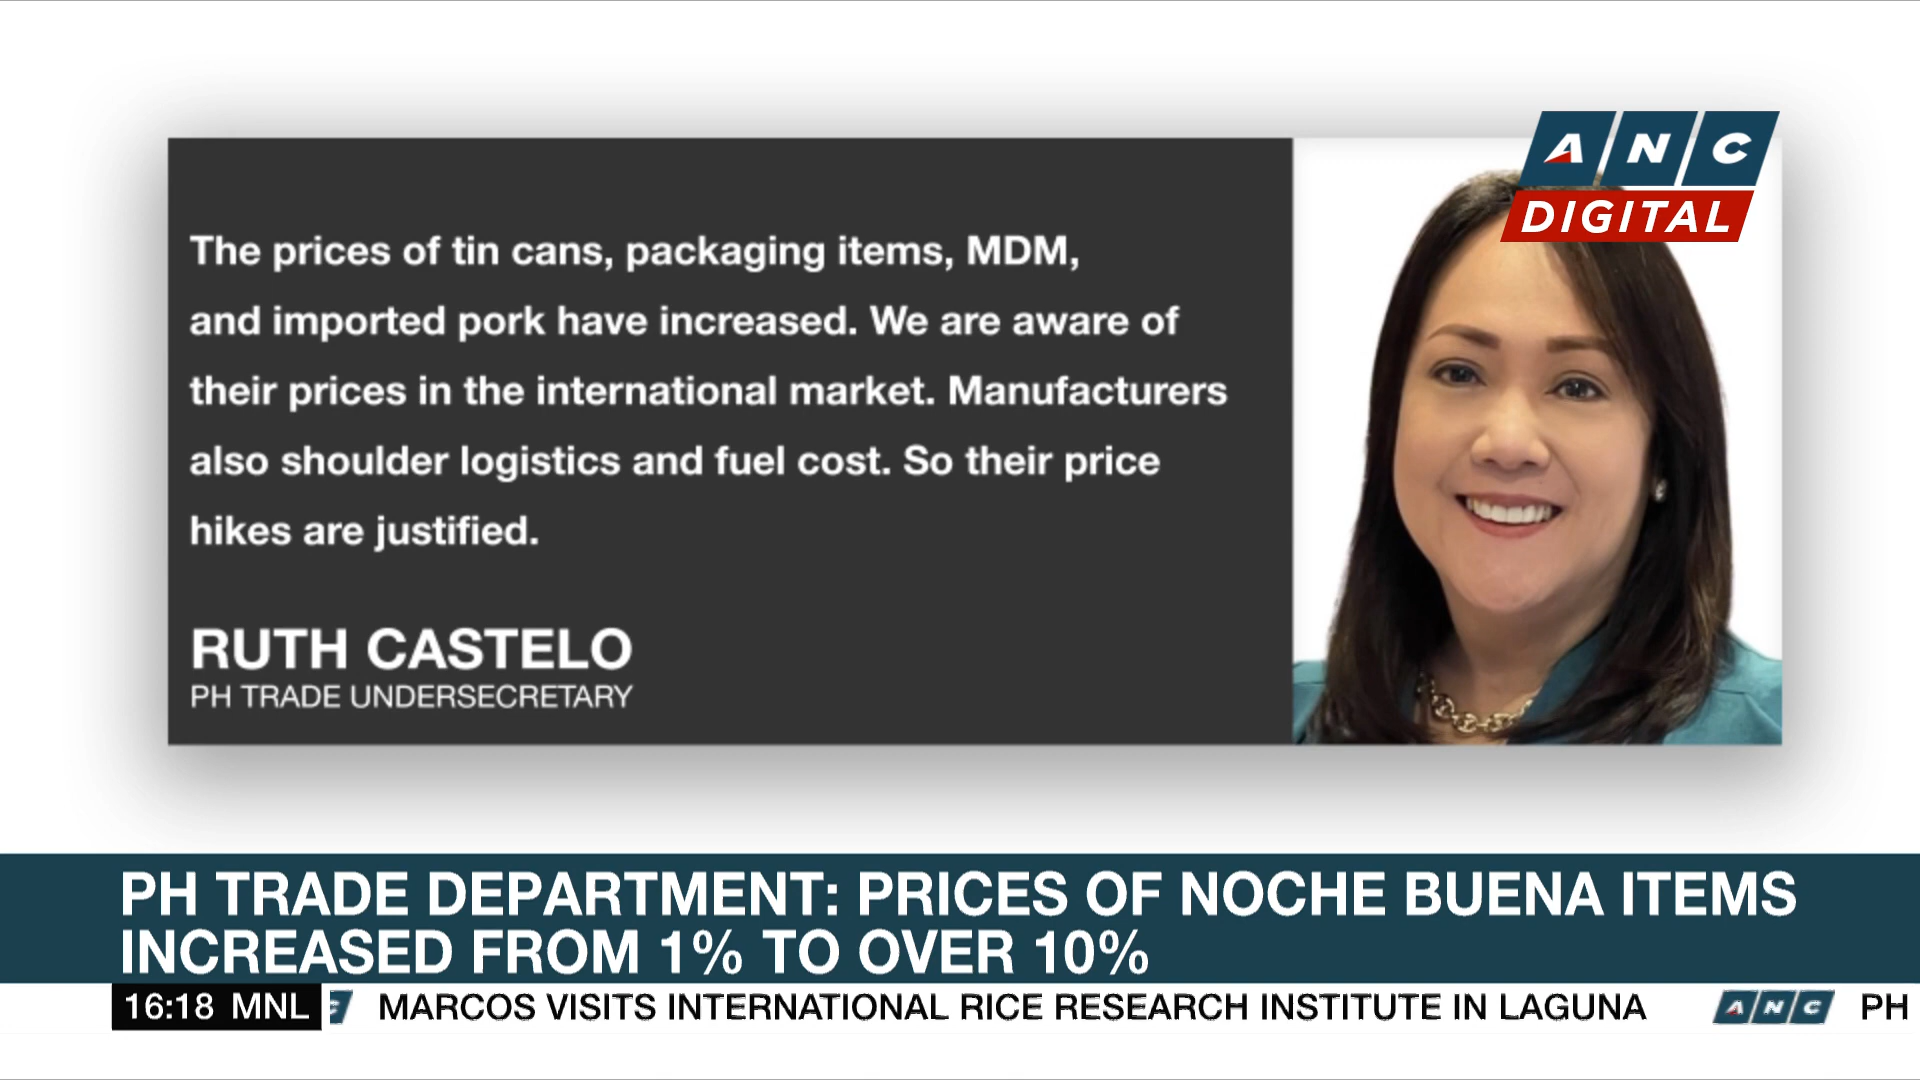 ANC
DIGITAL
The prices of tin cans, packaging items, MDM,
and imported pork have increased. We are aware of
their prices in the international market. Manufacturers
also shoulder logistics and fuel cost. So their price
hikes are justified.
RUTH CASTELO
PH TRADE UNDERSECRETARY
PH TRADE DEPARTMENT: PRICES OF NOCHE BUENA ITEMS
INCREASED FROM 1% TO OVER 10%
16:18 MNL C MARCOS VISITS INTERNATIONAL RICE RESEARCH INSTITUTE IN LAGUNA ANC PH